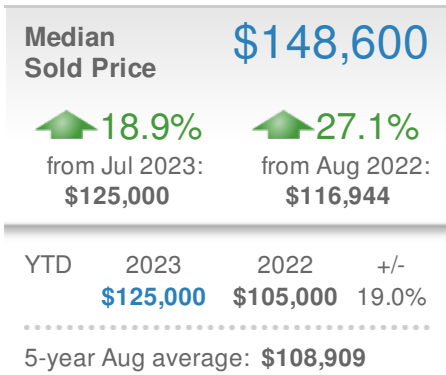 Median
Sold Price
$148,600
18.9% 27.1%
from Jul 2023: from Aug 2022:
$125,000 $116,944
YTD 2023 2022 +/-
$125,000 $105,000 19.0%
5-year Aug average: $108,909